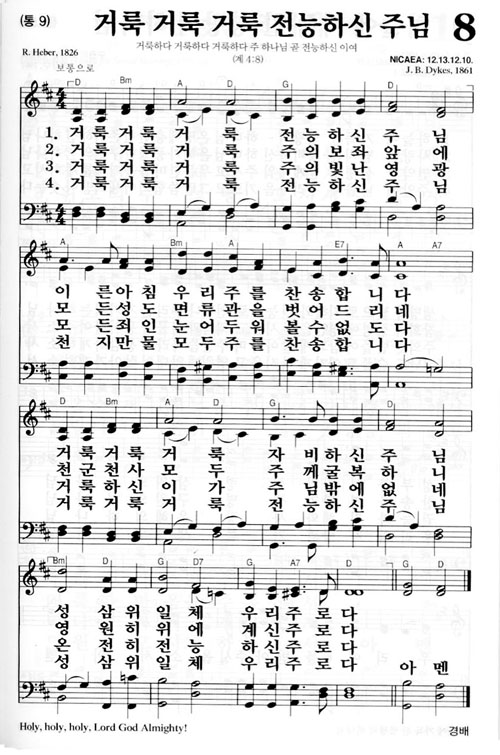 (통 9) 거룩 거룩 거룩 전능하신 주님 8
거룩하다 거룩하다 거룩하다 주 하나님 곧 전능하신 이여
(계 4:8)
R. Heber, 1826 NICAEA: 12.13.12.10.
보통으로 J. B. Dykes, 1861
D Bm A D G D
1. 거룩 거룩 거 룩 전능하신 주 님
2. 거룩 거룩 거 룩 주의보좌 앞 에
3. 거룩 거룩 거 룩 주의빛난 영 광
4. 거룩 거룩 거 룩 전능하신 주 님
A Bm A E7 A A7
이 른아침 우리주를 찬송합 니다
모 든성도 면류관을 벗어드 리네
모 든죄인 눈어두워 볼수없 도다
천 지만물 모두주를 찬송합 니다
D Bm A D G D
거룩 거룩 거 룩 자비하신 주 님
천군 천사 모 두 주께굴복 하 니
거룩 하신 이 가 주님밖에 없 네
거룩 거룩 거 룩 전능하신 주 님
Bm D G D7 G A7 D G D
성 삼위일체 우리주로다
영 원히위에 계신주로다
온 전히전능 하신주로다
성 삼위일체 우리주로다 아 멘
Holy, holy, holy, Lord God Almighty! 경배